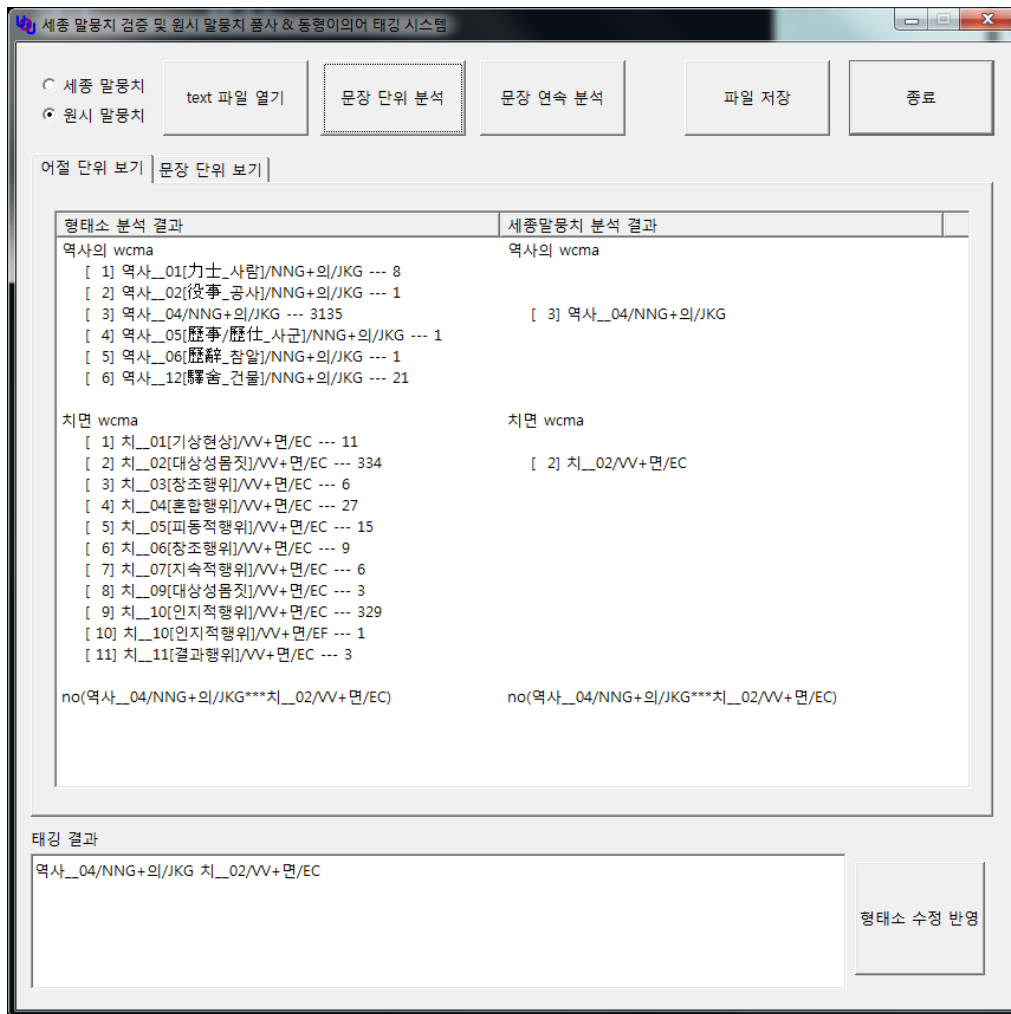 세종 말뭉치 검증 및 원시 말뭉치 품사 & 동형이의어 태깅 시스템
세종 말뭉치
원시 말뭉치
text 파일 열기
문장 단위 분석
문장 연속 분석
파일 저장
종료
어절 단위 보기
문장 단위 보기
형태소 분석 결과
세종말뭉치 분석 결과
역사의 wcma
역사의 wcma
[ 1] 역사__01[力士_사람]/NNG+의/JKG --- 8
[ 2] 역사__02[役事_공사]/NNG+의/JKG --- 1
[ 3] 역사__04/NNG+의/JKG --- 3135
[ 3] 역사__04/NNG+의/JKG
[ 4] 역사__05[歷事/歷仕_사군]/NNG+의/JKG --- 1
[ 5] 역사__06[歷辭_참알]/NNG+의/JKG --- 1
[ 6] 역사__12[驛舍_건물]/NNG+의/JKG --- 21
치면 wcma
치면 wcma
[ 1] 치__01[기상현상]/VV+면/EC --- 11
[ 2] 치__02[대상성몸짓]/VV+면/EC --- 334
[ 2] 치__02/VV+면/EC
[ 3] 치__03[창조행위]/VV+면/EC --- 6
[ 4] 치__04[혼합행위]/VV+면/EC --- 27
[ 5] 치__05[피동적행위]/VV+면/EC --- 15
[ 6] 치__06[창조행위]/VV+면/EC --- 9
[ 7] 치__07[지속적행위]/VV+면/EC --- 6
[ 8] 치__09[대상성몸짓]/VV+면/EC --- 3
[ 9] 치__10[인지적행위]/VV+면/EC --- 329
[ 10] 치__10[인지적행위]/VV+면/EF --- 1
[ 11] 치__11[결과행위]/VV+면/EC --- 3
no(역사__04/NNG+의/JKG***치__02/VV+면/EC)
no(역사__04/NNG+의/JKG***치__02/VV+면/EC)
태깅 결과
역사__04/NNG+의/JKG 치__02/VV+면/EC
형태소 수정 반영